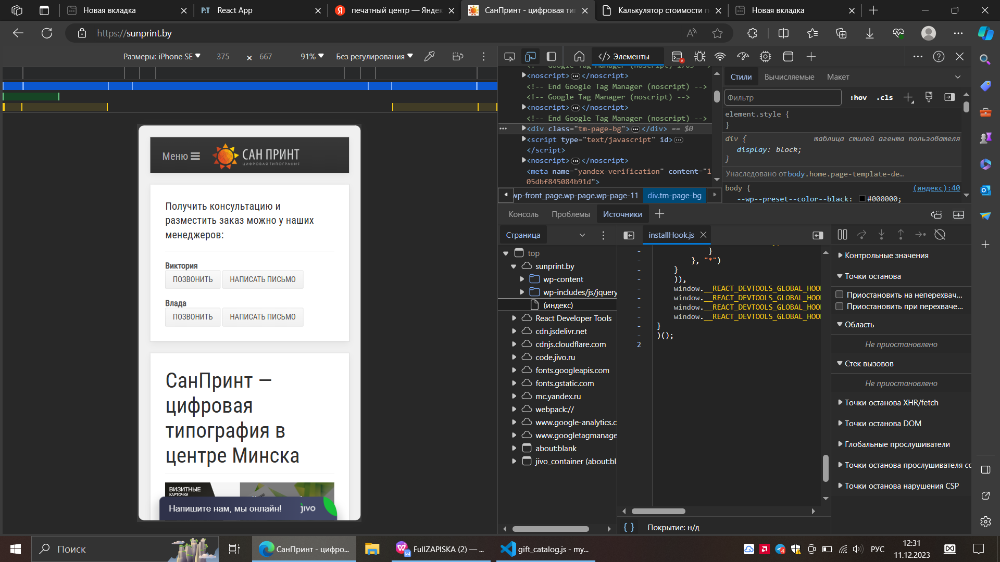 Новая вкладка
P:T React App
Я печатный центр — Яндек
СанПринт - цифровая ти
Калькулятор стоимости п
Новая вкладка
https://sunprint.by
Размеры: iPhone SE 375 × 667 91% Без регулирования
Меню САН ПРИНТ
ЦИФРОВАЯ ТИПОГРАФИЯ
Получить консультацию и
разместить заказ можно у наших
менеджеров:
Виктория
ПОЗВОНИТЬ НАПИСАТЬ ПИСЬМО
Влада
ПОЗВОНИТЬ НАПИСАТЬ ПИСЬМО
СанПринт —
цифровая
типография в
центре Минска
ВИЗИТНЫЕ
КАРТОЧКИ
Напишите нам, мы онлайн! jivo
</> Элементы
<noscript>…</noscript>
<!-- End Google Tag Manager (noscript) -->
<!-- Google Tag Manager (noscript) -->
<noscript>…</noscript>
<!-- End Google Tag Manager (noscript) -->
<div class="tm-page-bg">…</div> == $0
<script type="text/javascript" id>…
</script>
<noscript>…</noscript>
<meta name="yandex-verification" content="1
05dbf845084b91d">
wp-front_page.wp-page.wp-page-11 div.tm-page-bg
Стили Вычисляемые Макет
Фильтр :hov .cls
element.style {
}
div { таблица стилей агента пользователя
display: block;
}
Унаследовано от body.home.page-template-de…
body { (индекс):40
--wp--preset--color--black: #000000;
Консоль Проблемы Источники
Страница
top
sunprint.by
wp-content
wp-includes/js/jquery
(индекс)
React Developer Tools
cdn.jsdelivr.net
cdnjs.cloudflare.com
code.jivo.ru
fonts.googleapis.com
fonts.gstatic.com
mc.yandex.ru
webpack://
www.google-analytics.c
www.googletagmanage
about:blank
jivo_container (about:bl
installHook.js
}
}, "*")
}
)),
window.__REACT_DEVTOOLS_GLOBAL_HOO
window.__REACT_DEVTOOLS_GLOBAL_HOO
window.__REACT_DEVTOOLS_GLOBAL_HOO
window.__REACT_DEVTOOLS_GLOBAL_HOO
}
)();
2
{ } Покрытие: н/д
Контрольные значения
Точки останова
Приостановить на неперехвач...
Приостановить при перехваче...
Область
Не приостановлено
Стек вызовов
Не приостановлено
Точки останова XHR/fetch
Точки останова DOM
Глобальные прослушиватели
Точки останова прослушивателя со
Точки останова нарушения CSP
Поиск
СанПринт - цифро...
FullZAPISKA (2) — ...
gift_catalog.js - my...
4
РУС
12:31
11.12.2023